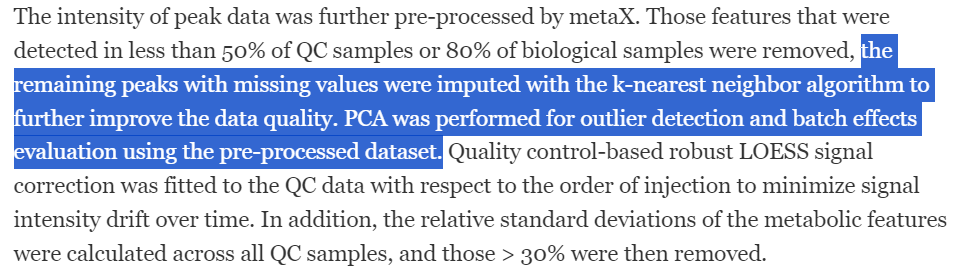 The intensity of peak data was further pre-processed by metaX. Those features that were
detected in less than 50% of QC samples or 80% of biological samples were removed, the
remaining peaks with missing values were imputed with the k-nearest neighbor algorithm to
further improve the data quality. PCA was performed for outlier detection and batch effects
evaluation using the pre-processed dataset. Quality control-based robust LOESS signal
correction was fitted to the QC data with respect to the order of injection to minimize signal
intensity drift over time. In addition, the relative standard deviations of the metabolic features
were calculated across all QC samples, and those > 30% were then removed.